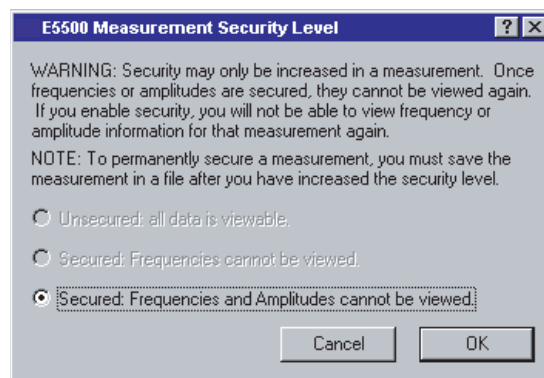 E5500 Measurement Security Level
WARNING: Security may only be increased in a measurement. Once
frequencies or amplitudes are secured, they cannot be viewed again.
If you enable security, you will not be able to view frequency or
amplitude information for that measurement again.
NOTE: To permanently secure a measurement, you must save the
measurement in a file after you have increased the security level.
Unsecured: all data is viewable.
Secured: Frequencies cannot be viewed.
Secured: Frequencies and Amplitudes cannot be viewed.
Cancel
OK